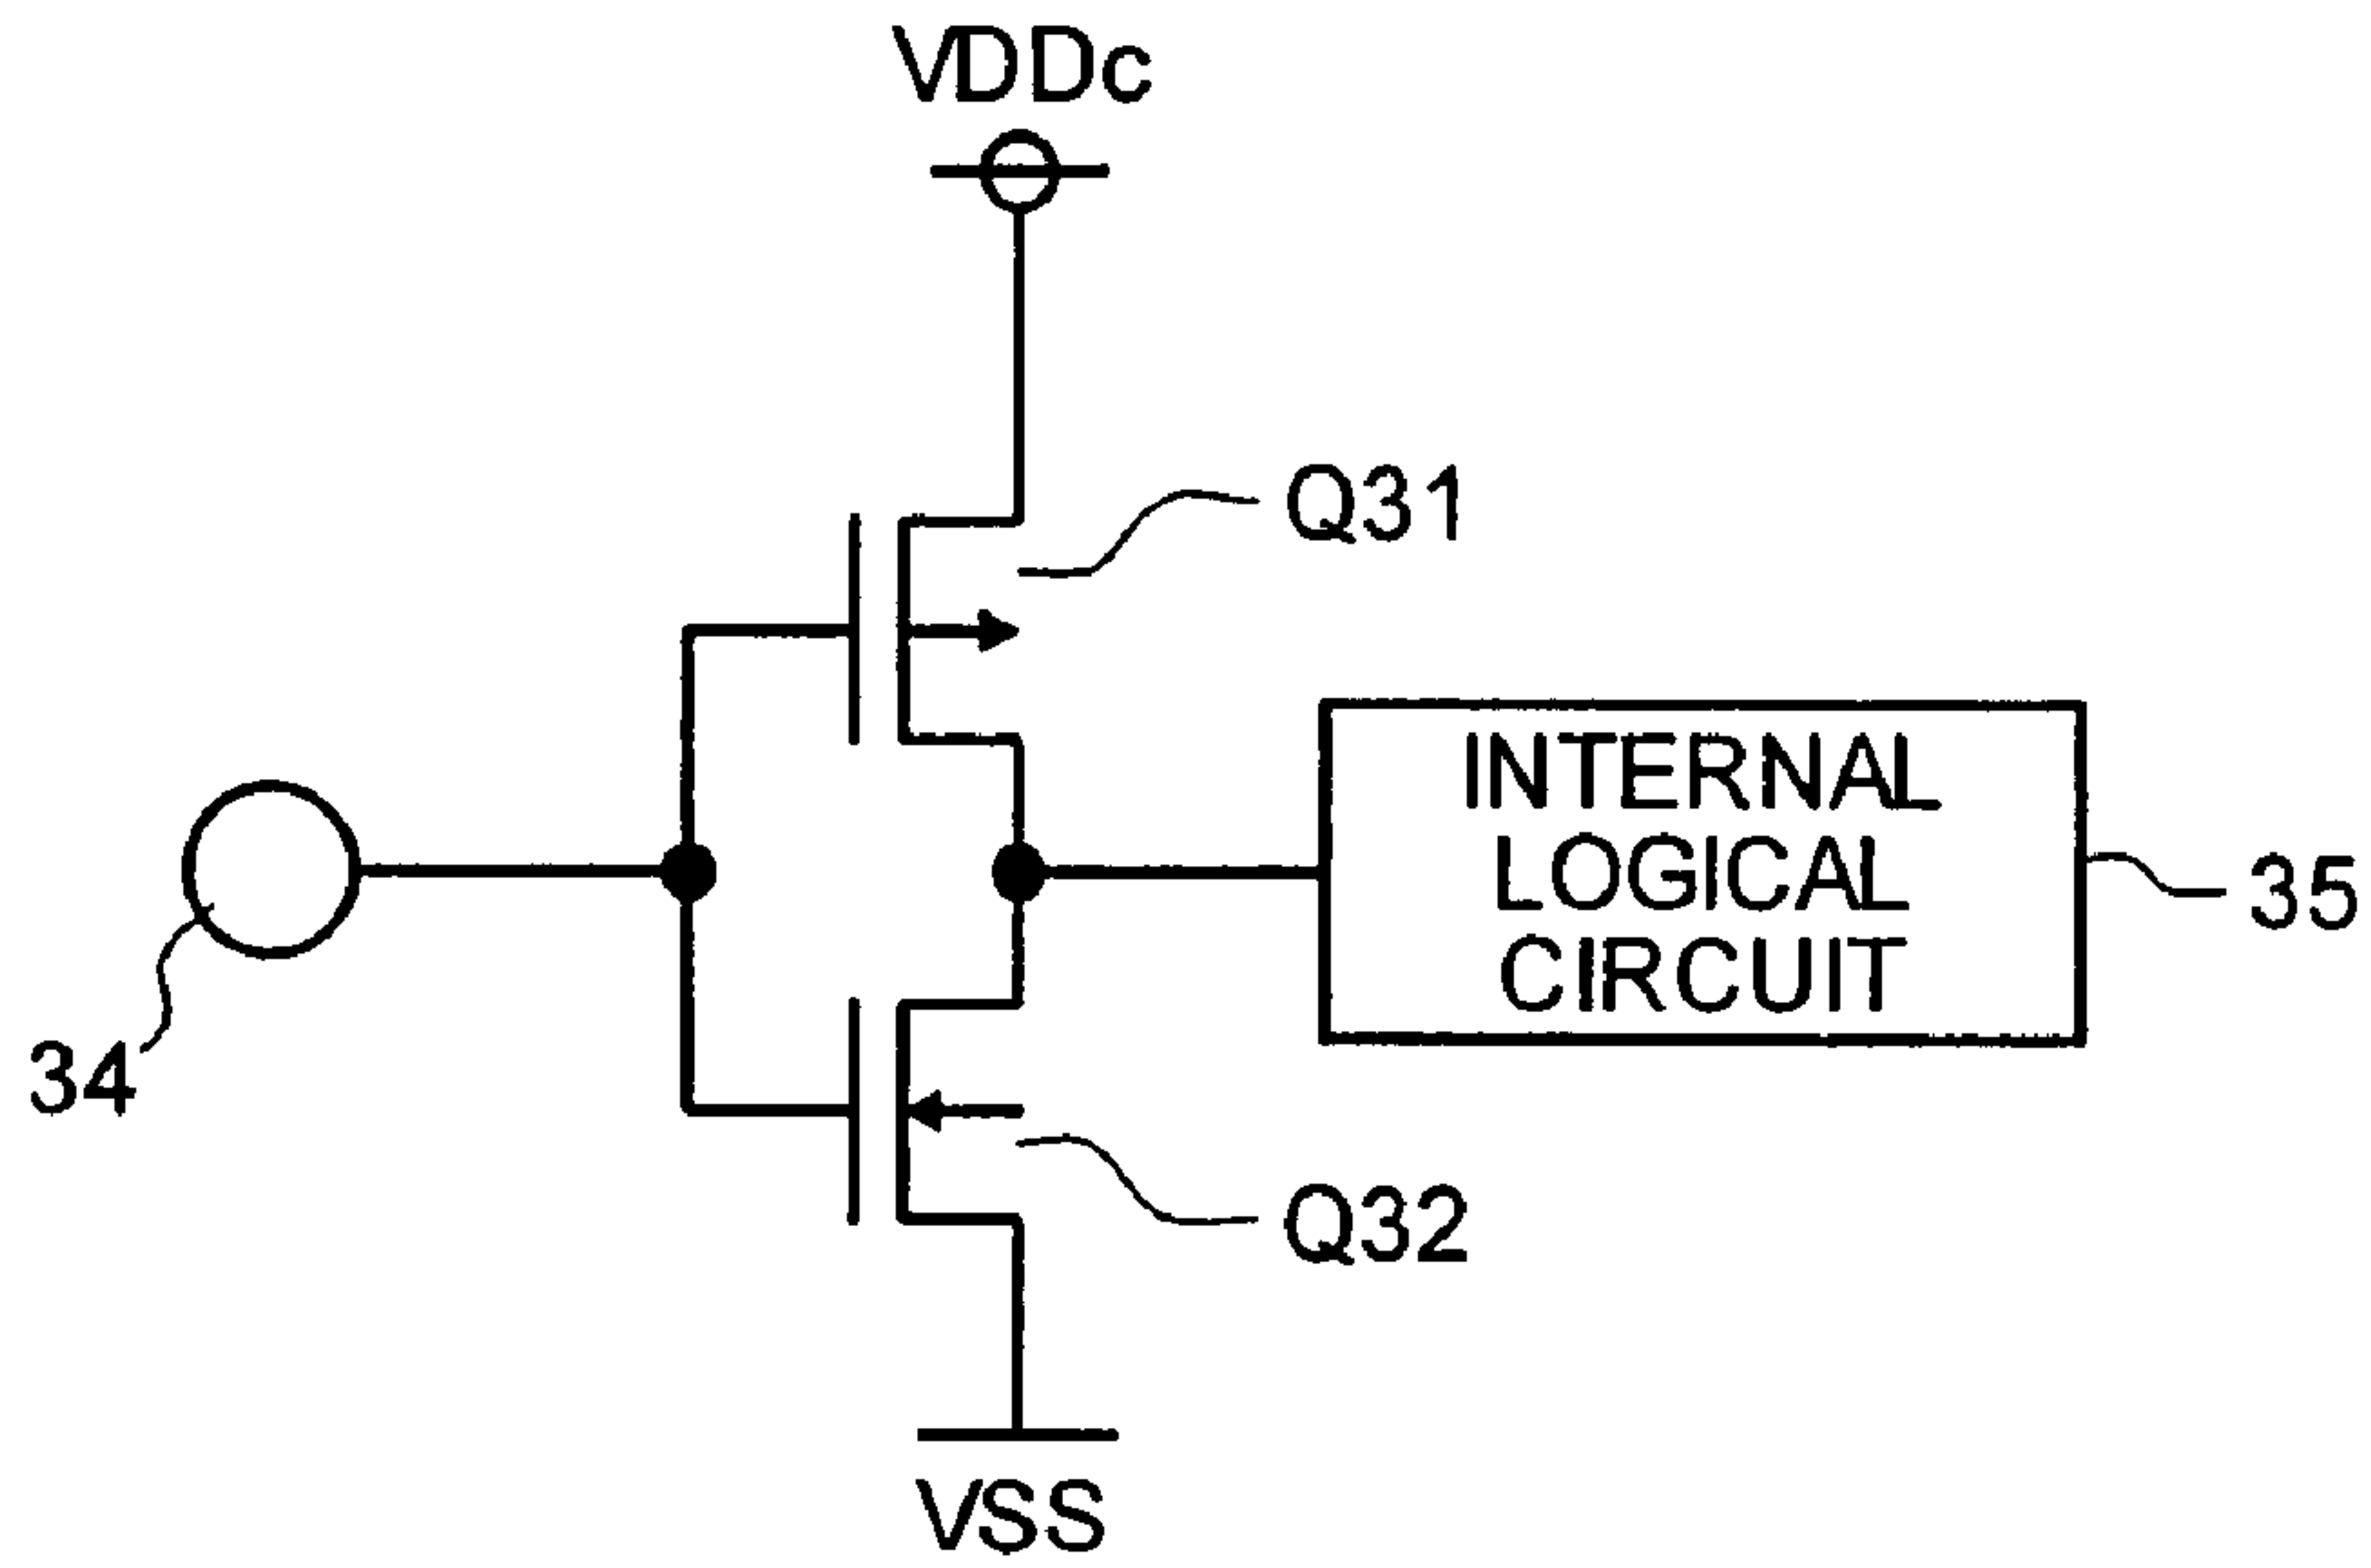 VDDc
Q31
INTERNAL
LOGICAL
CIRCUIT
35
34
Q32
VSS